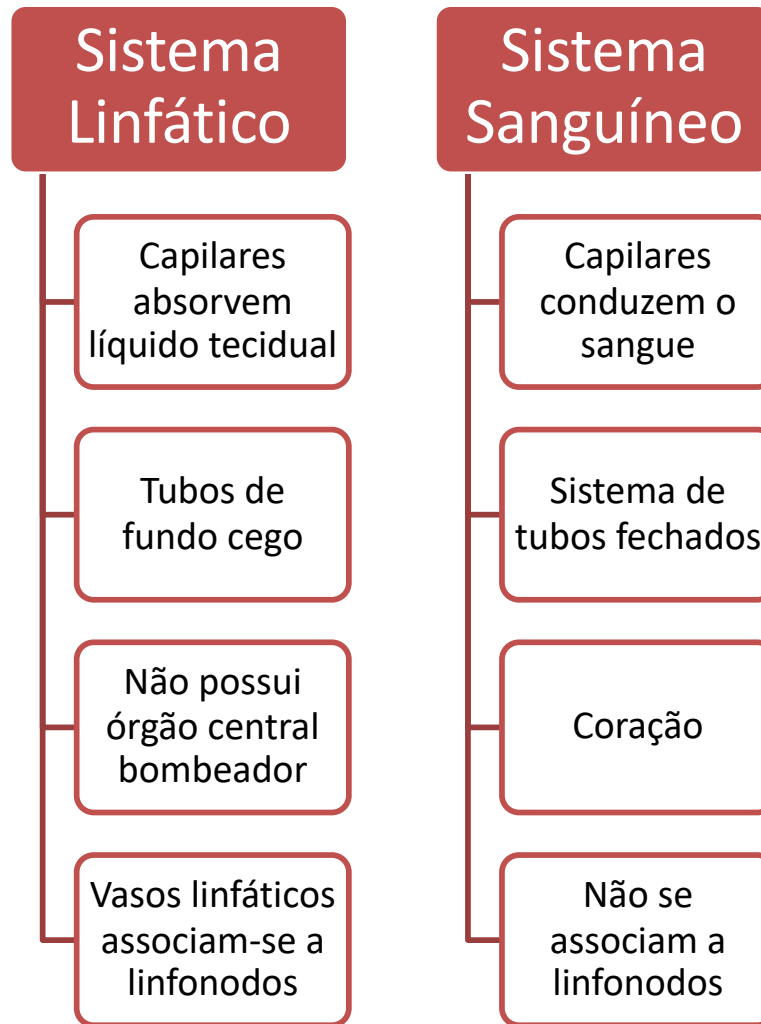 Sistema
Linfático
Capilares
absorvem
líquido tecidual
Tubos de
fundo cego
Não possui
órgão central
bombeador
Vasos linfáticos
associam-se a
linfonodos
Sistema
Sanguíneo
Capilares
conduzem o
sangue
Sistema de
tubos fechados
Coração
Não se
associam a
linfonodos